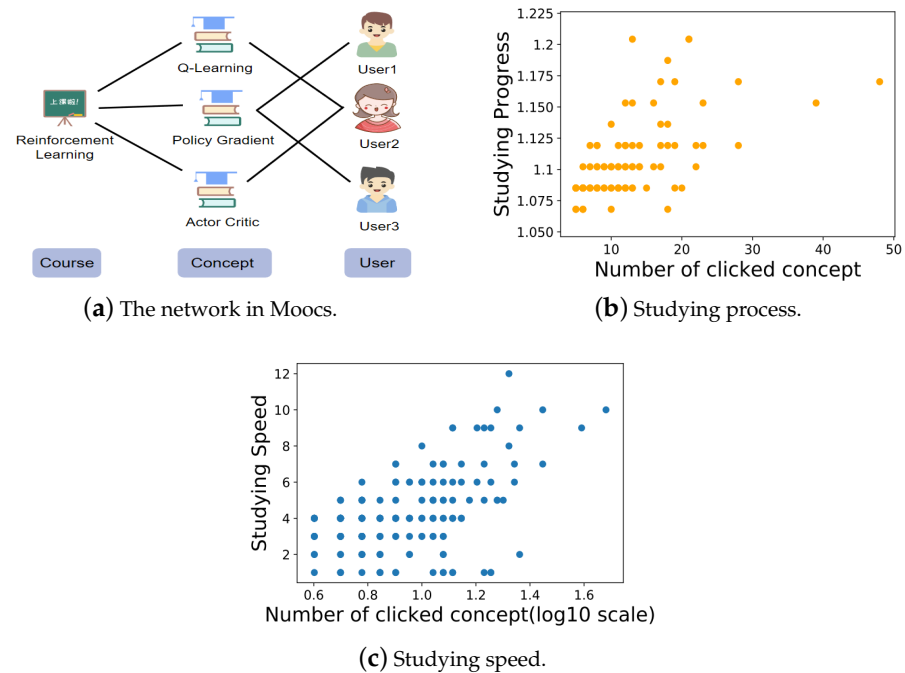 Q-Learning
Policy Gradient
Actor Critic
Reinforcement
Learning
上课啦!
User1
User2
User3
Course
Concept
User
(a) The network in Moocs.
Studying Progress
1.225
1.2
1.175
1.150
1.125
1.1
1.075
1.050
10
20
30
40
50
Number of clicked concept
(b) Studying process.
Studying Speed
12
10
8
6
4
2
0.6
0.8
1.0
1.2
1.4
1.6
Number of clicked concept(log10 scale)
(c) Studying speed.